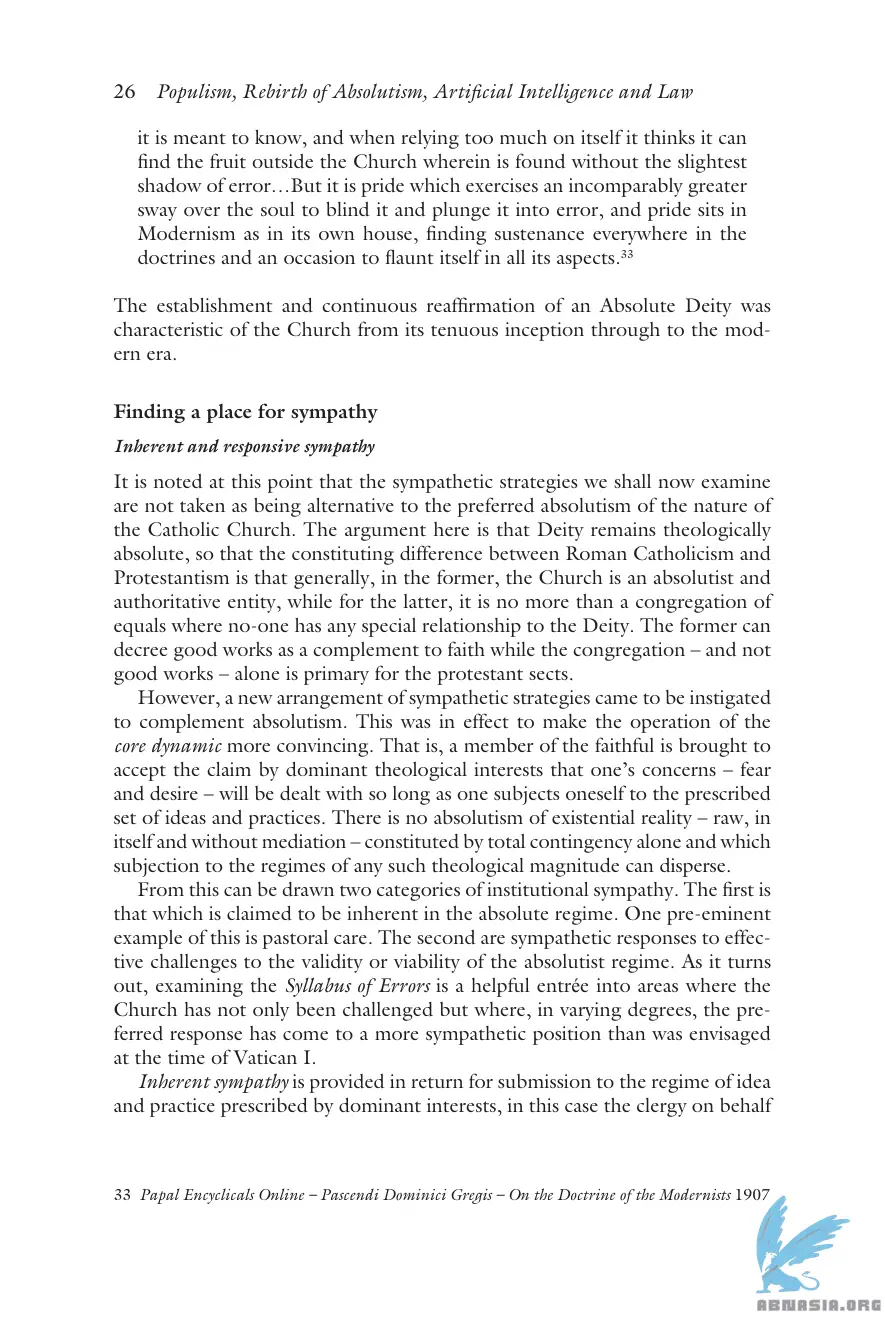 26 Populism, Rebirth of Absolutism, Artificial Intelligence and Law
it is meant to know, and when relying too much on itself it thinks it can
find the fruit outside the Church wherein is found without the slightest
shadow of error…But it is pride which exercises an incomparably greater
sway over the soul to blind it and plunge it into error, and pride sits in
Modernism as in its own house, finding sustenance everywhere in the
doctrines and an occasion to flaunt itself in all its aspects.³³
The establishment and continuous reaffirmation of an Absolute Deity was
characteristic of the Church from its tenuous inception through to the mod-
ern era.
Finding a place for sympathy
Inherent and responsive sympathy
It is noted at this point that the sympathetic strategies we shall now examine
are not taken as being alternative to the preferred absolutism of the nature of
the Catholic Church. The argument here is that Deity remains theologically
absolute, so that the constituting difference between Roman Catholicism and
Protestantism is that generally, in the former, the Church is an absolutist and
authoritative entity, while for the latter, it is no more than a congregation of
equals where no-one has any special relationship to the Deity. The former can
decree good works as a complement to faith while the congregation – and not
good works – alone is primary for the protestant sects.
However, a new arrangement of sympathetic strategies came to be instigated
to complement absolutism. This was in effect to make the operation of the
core dynamic more convincing. That is, a member of the faithful is brought to
accept the claim by dominant theological interests that one's concerns – fear
and desire – will be dealt with so long as one subjects oneself to the prescribed
set of ideas and practices. There is no absolutism of existential reality – raw, in
itself and without mediation – constituted by total contingency alone and which
subjection to the regimes of any such theological magnitude can disperse.
From this can be drawn two categories of institutional sympathy. The first is
that which is claimed to be inherent in the absolute regime. One pre-eminent
example of this is pastoral care. The second are sympathetic responses to effec-
tive challenges to the validity or viability of the absolutist regime. As it turns
out, examining the Syllabus of Errors is a helpful entrée into areas where the
Church has not only been challenged but where, in varying degrees, the pre-
ferred response has come to a more sympathetic position than was envisaged
at the time of Vatican I.
Inherent sympathy is provided in return for submission to the regime of idea
and practice prescribed by dominant interests, in this case the clergy on behalf
33 Papal Encyclicals Online – Pascendi Dominici Gregis – On the Doctrine of the Modernists 1907
ABNASIA.ORG